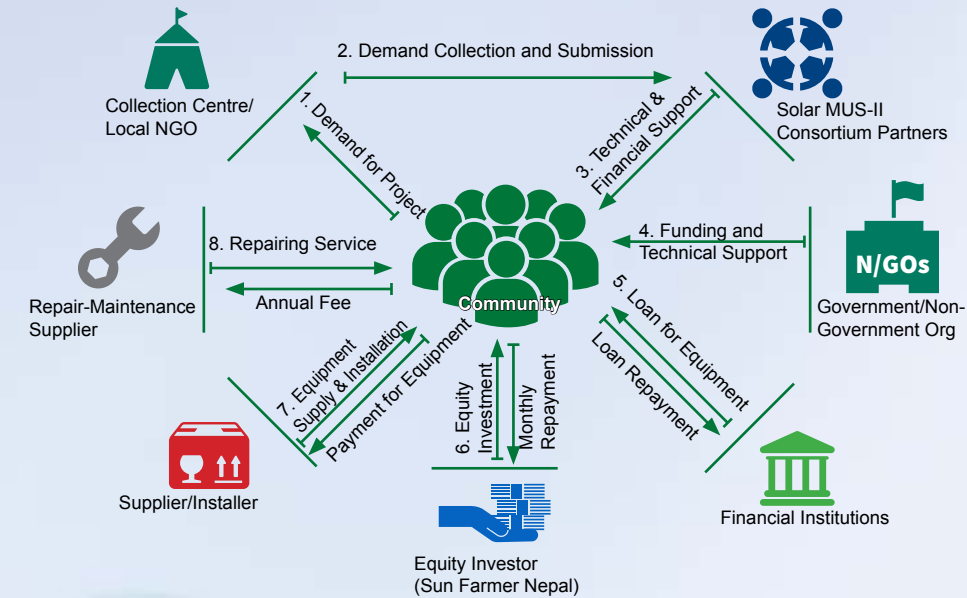 2. Demand Collection and Submission
Collection Centre/
Local NGO
Solar MUS-II
Consortium Partners
1. Demand for Project
3. Technical &
Financial Support
8. Repairing Service
Annual Fee
Repair-Maintenance
Supplier
4. Funding and
Technical Support
N/GOs
Government/Non-
Government Org
Community
7. Equipment
Supply & Installation
Payment for Equipment
6. Equity
Investment
Monthly
Repayment
5. Loan for Equipment
Loan Repayment
Supplier/Installer
Financial Institutions
Equity Investor
(Sun Farmer Nepal)